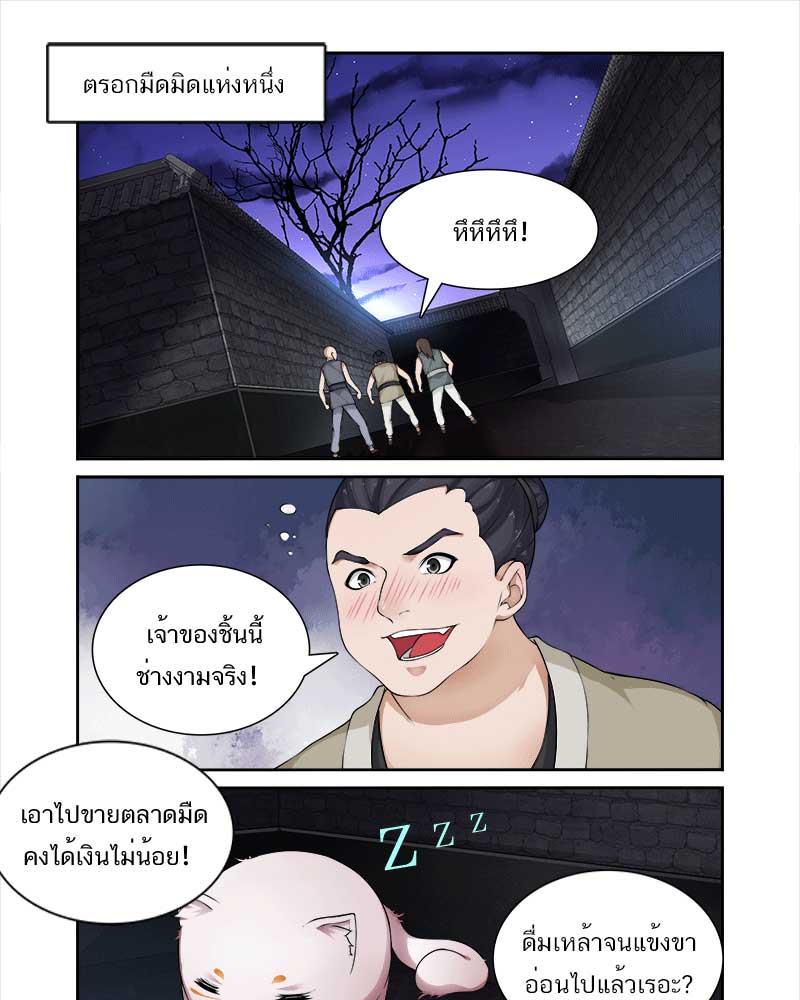 ตรอกมืดมิดแห่งหนึ่ง
หึหึหึหึ!
เจ้าของชิ้นนี้
ช่างงามจริง!
เอาไปขายตลาดมืด
คงได้เงินไม่น้อย!
Z z z
ดื่มเหล้าจนแข้งขา
อ่อนไปแล้วเรอะ?